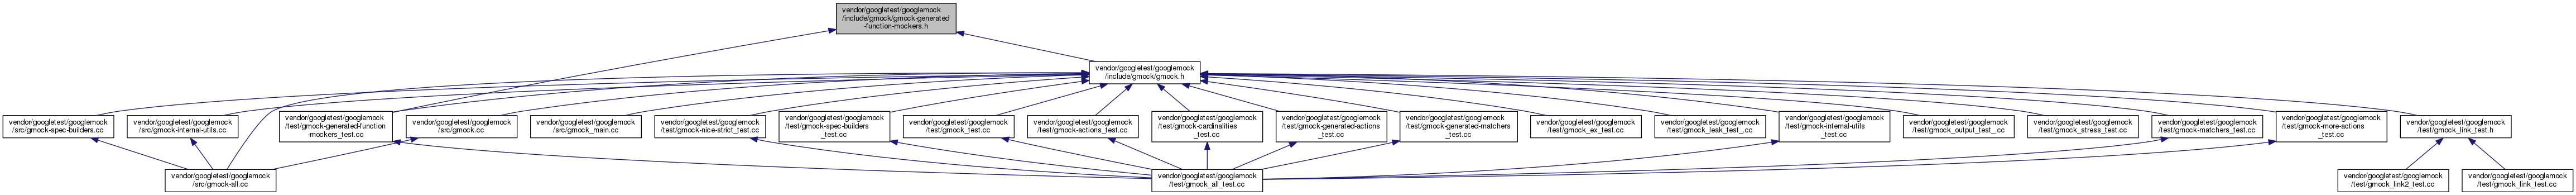 vendor/googletest/googlemock
/include/gmock/gmock-generated
-function-mockers.h
vendor/googletest/googlemock
/include/gmock/gmock.h
vendor/googletest/googlemock
/src/gmock-spec-builders.cc
vendor/googletest/googlemock
/src/gmock-internal-utils.cc
vendor/googletest/googlemock
/test/gmock-generated-function
-mockers_test.cc
vendor/googletest/googlemock
/src/gmock.cc
vendor/googletest/googlemock
/src/gmock_main.cc
vendor/googletest/googlemock
/test/gmock-nice-strict_test.cc
vendor/googletest/googlemock
/test/gmock-spec-builders
_test.cc
vendor/googletest/googlemock
/test/gmock_test.cc
vendor/googletest/googlemock
/test/gmock-actions_test.cc
vendor/googletest/googlemock
/test/gmock-cardinalities
_test.cc
vendor/googletest/googlemock
/test/gmock-generated-actions
_test.cc
vendor/googletest/googlemock
/test/gmock-generated-matchers
_test.cc
vendor/googletest/googlemock
/test/gmock_ex_test.cc
vendor/googletest/googlemock
/test/gmock_leak_test_.cc
vendor/googletest/googlemock
/test/gmock-internal-utils
_test.cc
vendor/googletest/googlemock
/test/gmock_output_test_.cc
vendor/googletest/googlemock
/test/gmock_stress_test.cc
vendor/googletest/googlemock
/test/gmock-matchers_test.cc
vendor/googletest/googlemock
/test/gmock-more-actions
_test.cc
vendor/googletest/googlemock
/test/gmock_link_test.h
vendor/googletest/googlemock
/src/gmock-all.cc
vendor/googletest/googlemock
/test/gmock_all_test.cc
vendor/googletest/googlemock
/test/gmock_link2_test.cc
vendor/googletest/googlemock
/test/gmock_link_test.cc